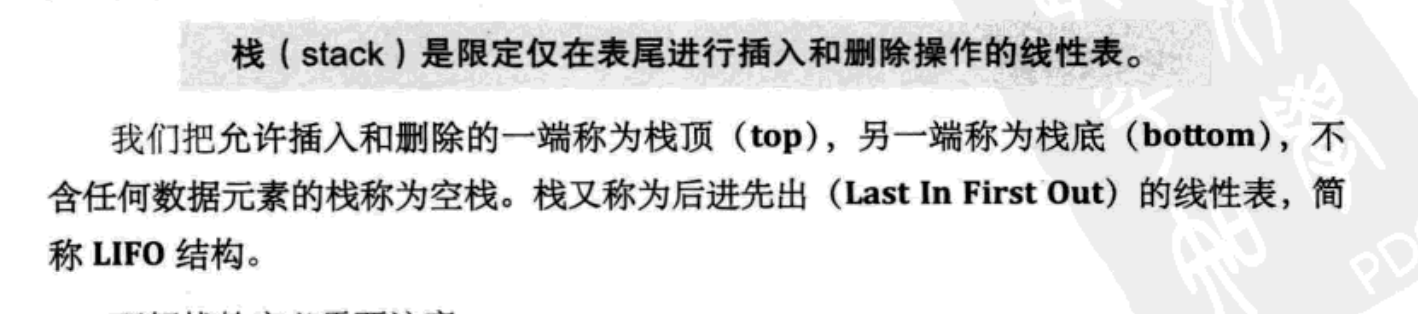 栈（stack）是限定仅在表尾进行插入和删除操作的线性表。
我们把允许插入和删除的一端称为栈顶（top），另一端称为栈底（bottom），不
含任何数据元素的栈称为空栈。栈又称为后进先出（Last In First Out）的线性表，简
称 LIFO 结构。